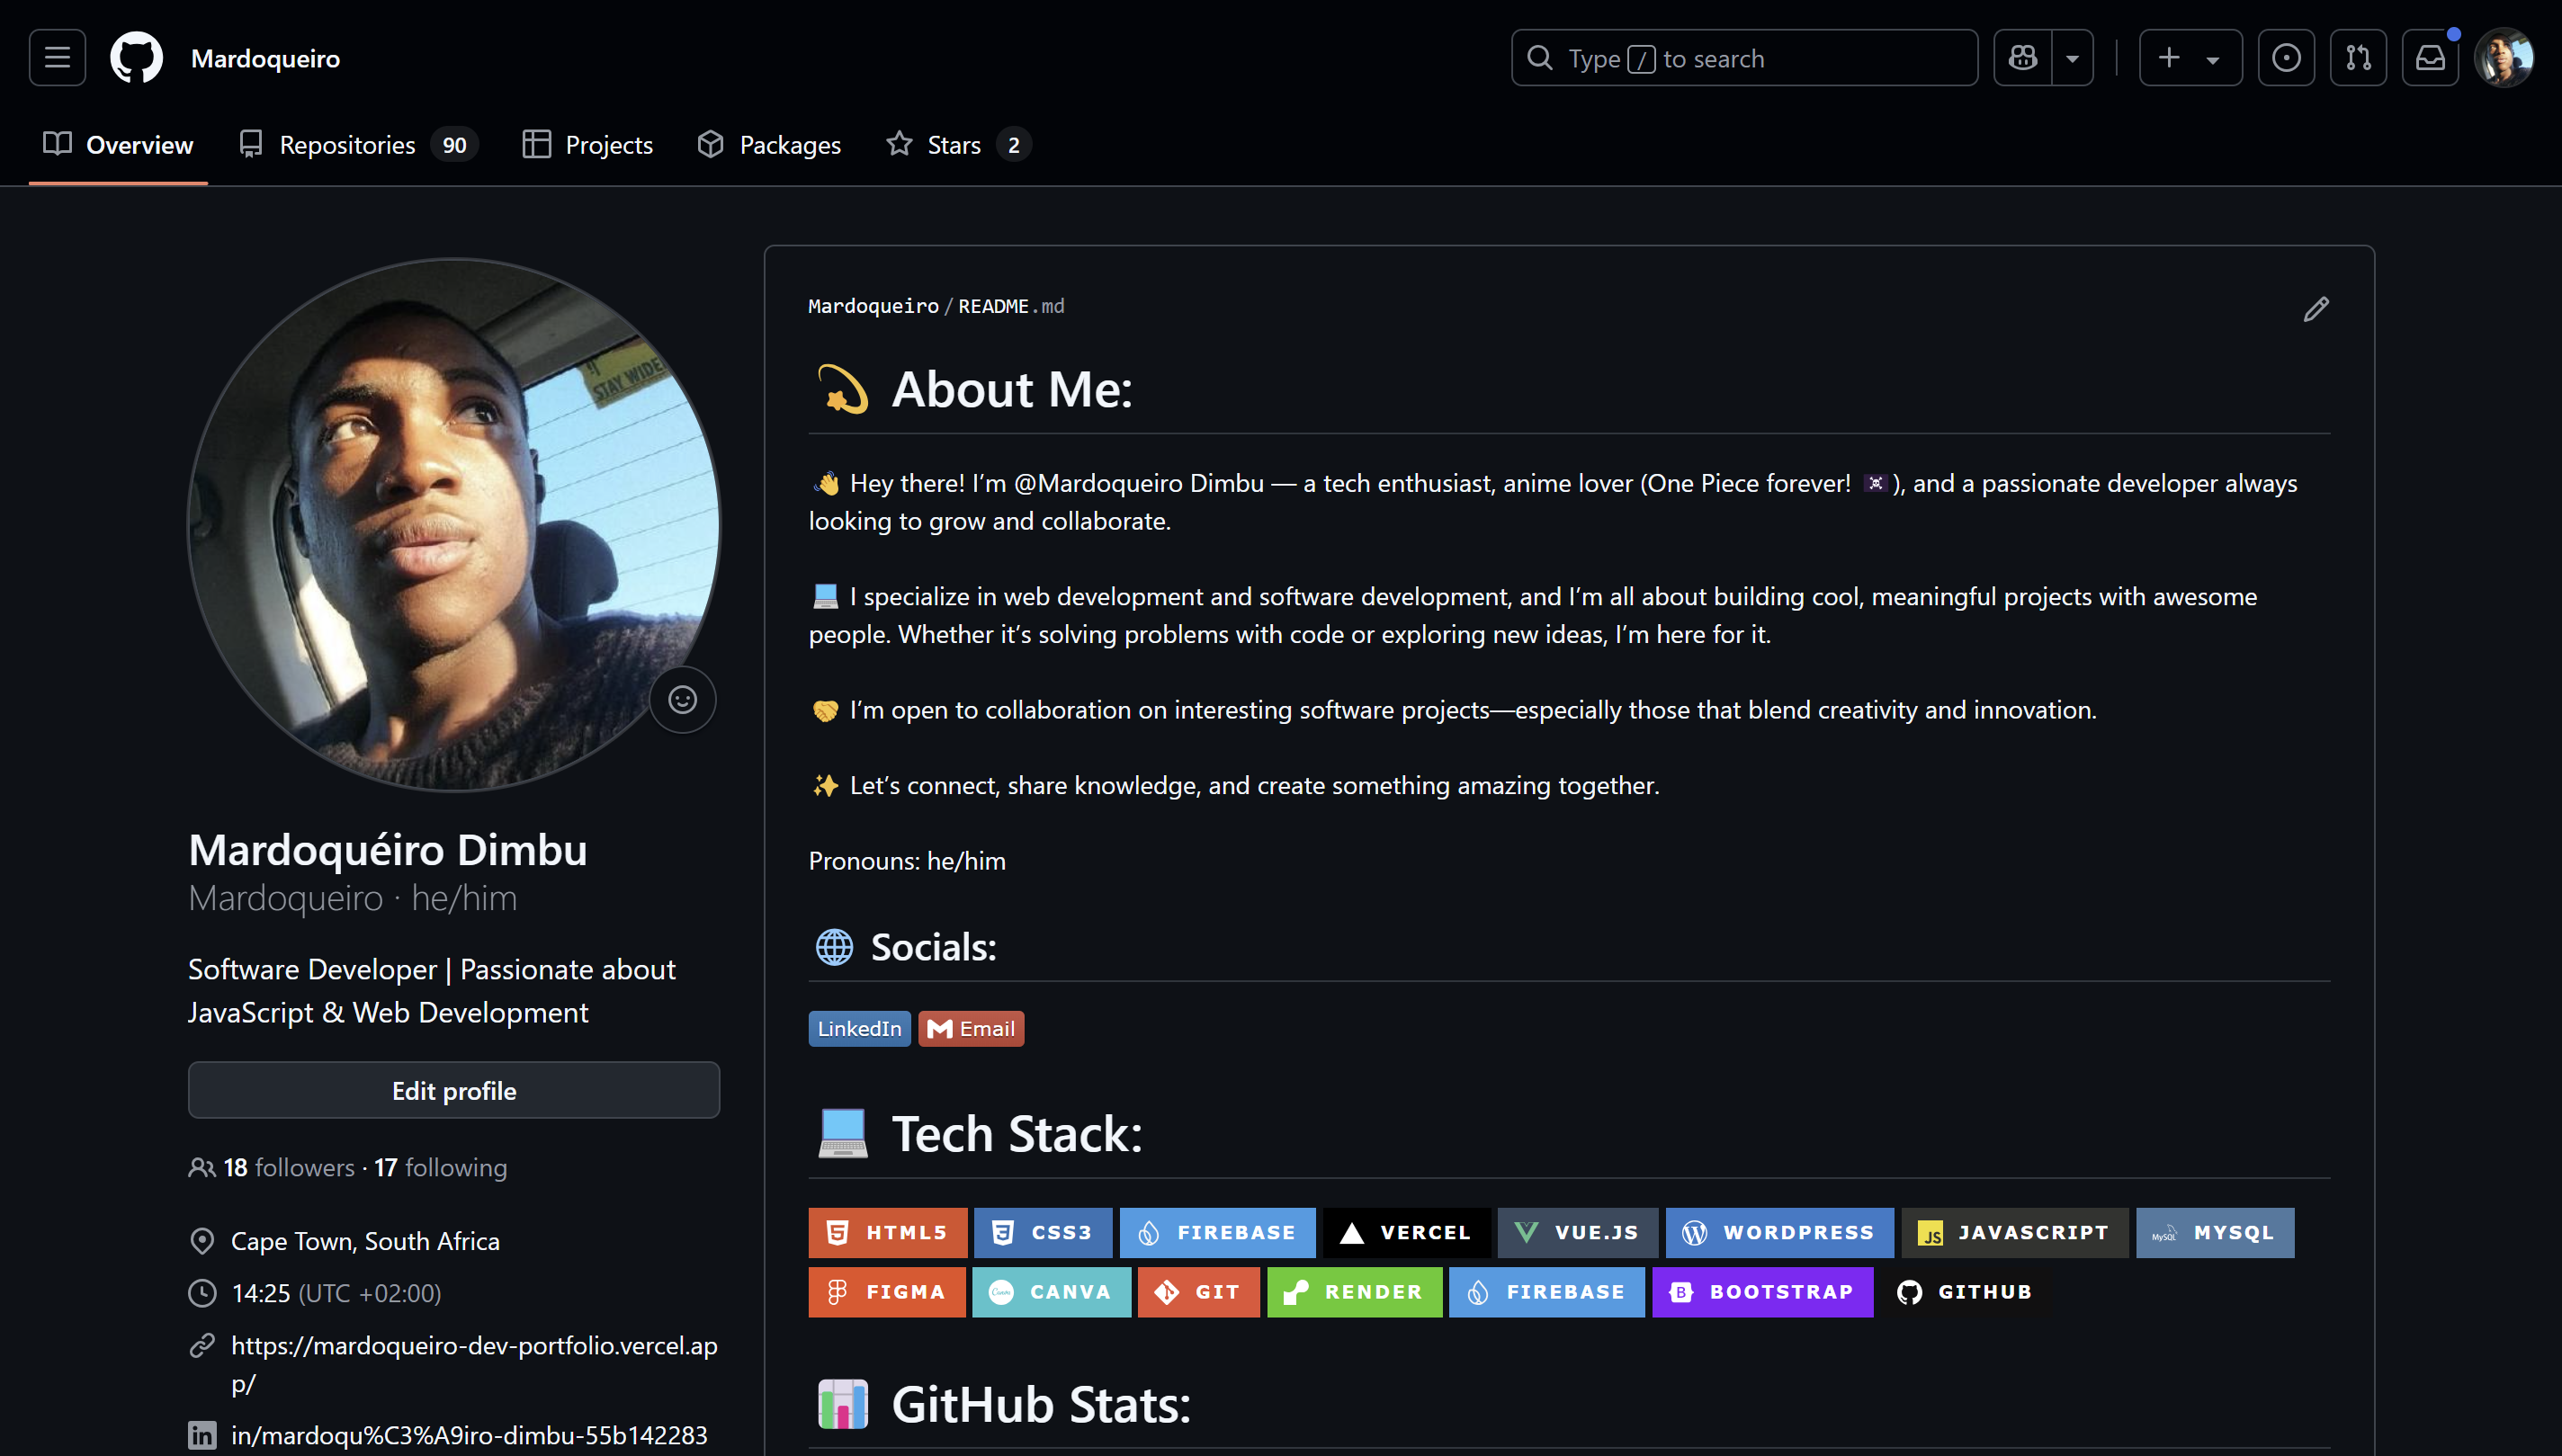 Mardoqueiro
Type / to search
Overview
Repositories 90
Projects
Packages
Stars 2
STAY WIDE
Mardoquéiro Dimbu
Mardoqueiro · he/him
Software Developer | Passionate about
JavaScript & Web Development
Edit profile
18 followers · 17 following
Cape Town, South Africa
14:25 (UTC +02:00)
https://mardoqueiro-dev-portfolio.vercel.ap
p/
in/mardoqu%C3%A9iro-dimbu-55b142283
Mardoqueiro/README.md
💫 About Me:
👋 Hey there! I’m @Mardoqueiro Dimbu — a tech enthusiast, anime lover (One Piece forever! ☠️), and a passionate developer always
looking to grow and collaborate.
💻 I specialize in web development and software development, and I’m all about building cool, meaningful projects with awesome
people. Whether it’s solving problems with code or exploring new ideas, I’m here for it.
🤝 I’m open to collaboration on interesting software projects—especially those that blend creativity and innovation.
✨ Let’s connect, share knowledge, and create something amazing together.
Pronouns: he/him
🌐 Socials:
LinkedIn Email
💻 Tech Stack:
HTML5 CSS3 FIREBASE VERCEL VUE.JS WORDPRESS JS JAVASCRIPT MySQL MYSQL
FIGMA Canva CANVA GIT RENDER FIREBASE B BOOTSTRAP GITHUB
📊 GitHub Stats: